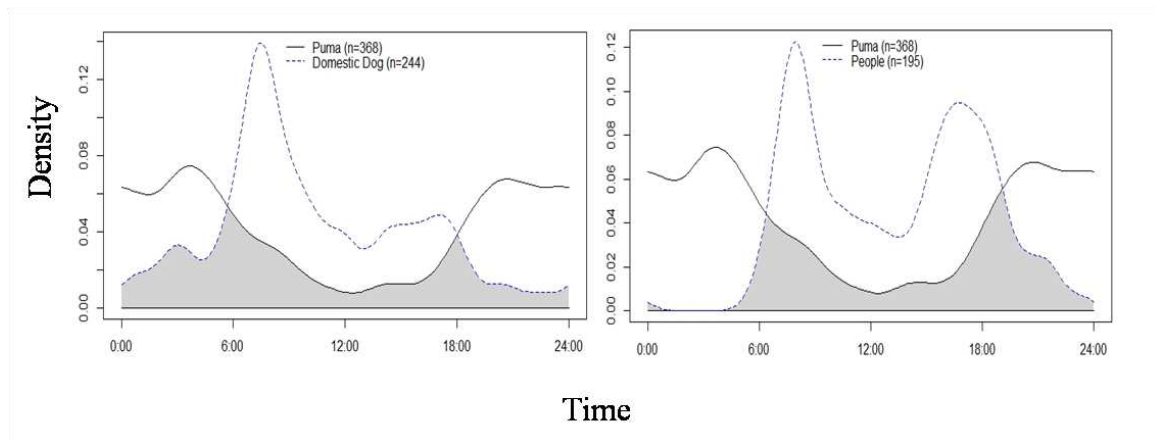 Density
Puma (n=368)
Domestic Dog (n=244)
0.12
0.08
0.04
0.00
0:00 6:00 12:00 18:00 24:00
Puma (n=368)
People (n=195)
0.12
0.10
0.08
0.06
0.04
0.02
0.00
0:00 6:00 12:00 18:00 24:00
Time